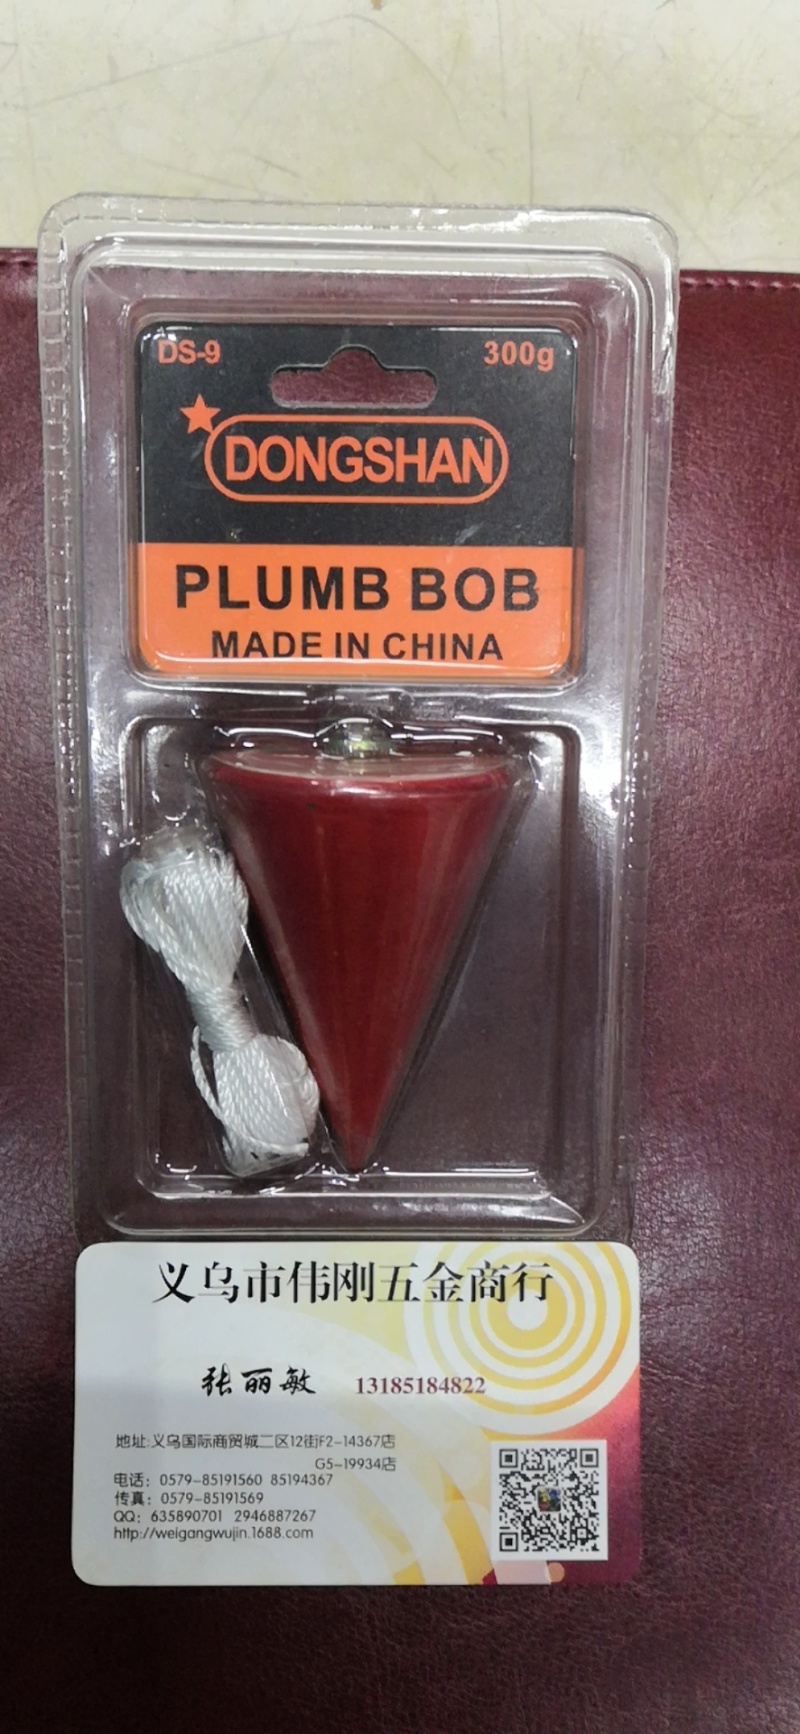 DS-9 300g
DONGSHAN
PLUMB BOB
MADE IN CHINA
义乌市伟刚五金商行
张丽敏 13185184822
地址:义乌国际商贸城二区12街F2-14367店
G5-19934店
电话：0579-85191560 85194367
传真：0579-85191569
QQ：635890701 2946887267
http://weigangwujin.1688.com